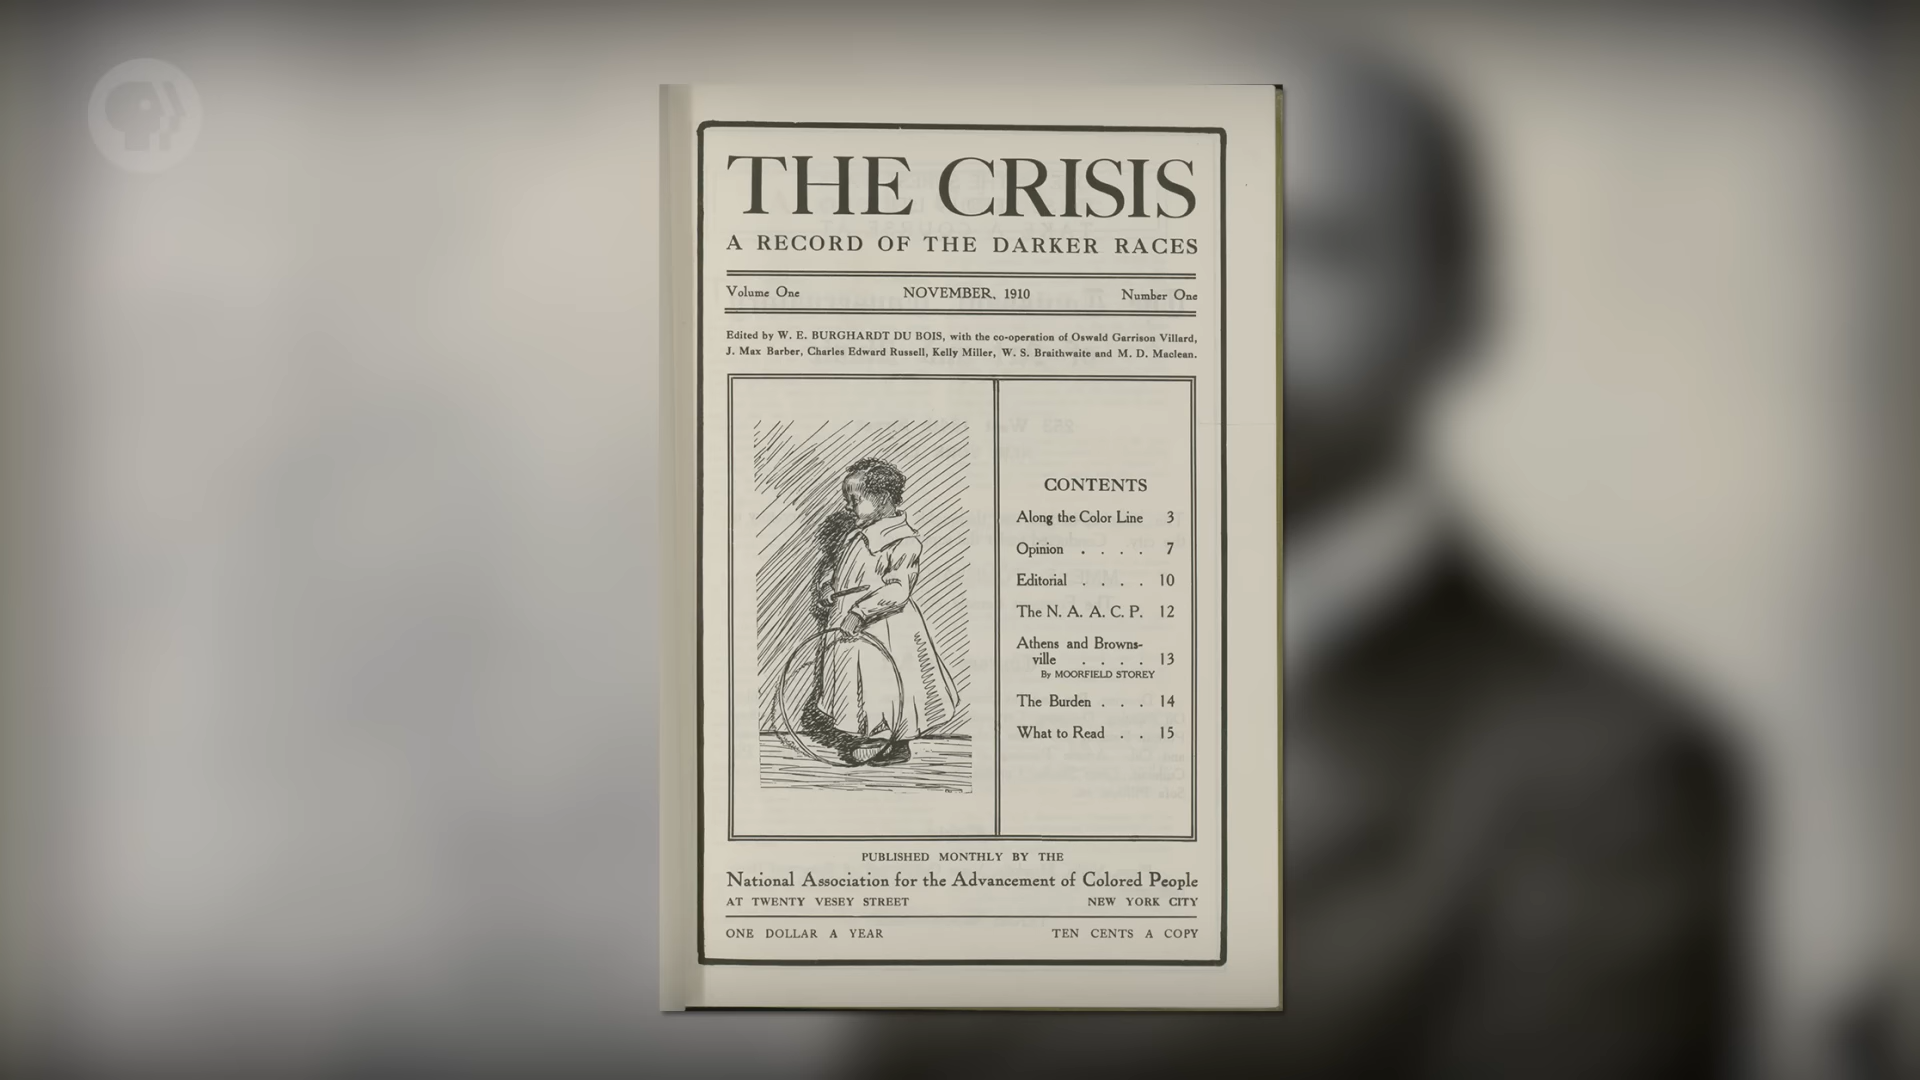 THE CRISIS
A RECORD OF THE DARKER RACES
Volume One NOVEMBER, 1910 Number One
Edited by W. E. BURGHARDT DU BOIS, with the co-operation of Oswald Garrison Villard,
J. Max Barber, Charles Edward Russell, Kelly Miller, W. S. Braithwaite and M. D. Maclean.
CONTENTS
Along the Color Line 3
Opinion . . . . 7
Editorial . . . . 10
The N. A. A. C. P. 12
Athens and Browns-
ville . . . . 13
By MOORFIELD STOREY
The Burden . . . 14
What to Read . . 15
PUBLISHED MONTHLY BY THE
National Association for the Advancement of Colored People
AT TWENTY VESEY STREET NEW YORK CITY
ONE DOLLAR A YEAR TEN CENTS A COPY